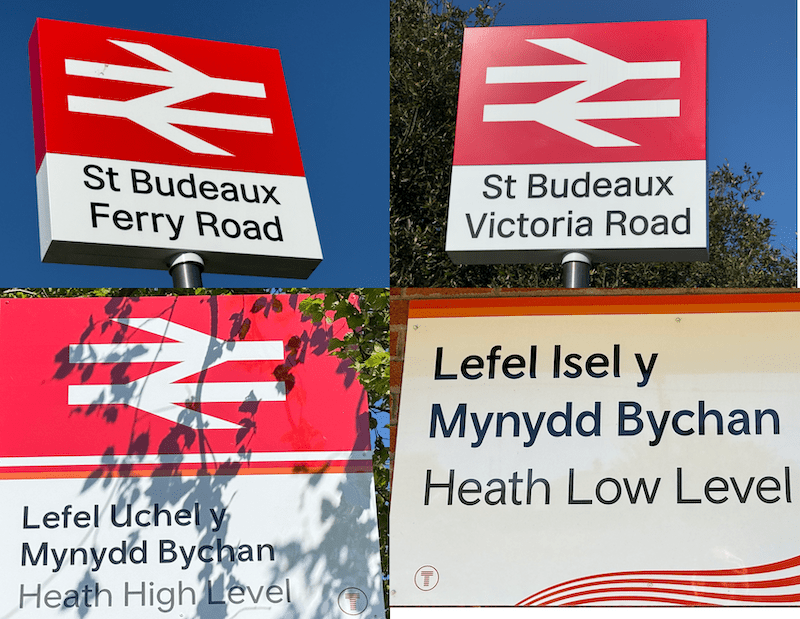 St Budeaux
Ferry Road
St Budeaux
Victoria Road
Lefel Uchel y
Mynydd Bychan
Heath High Level
T
Lefel Isel y
Mynydd Bychan
Heath Low Level
T